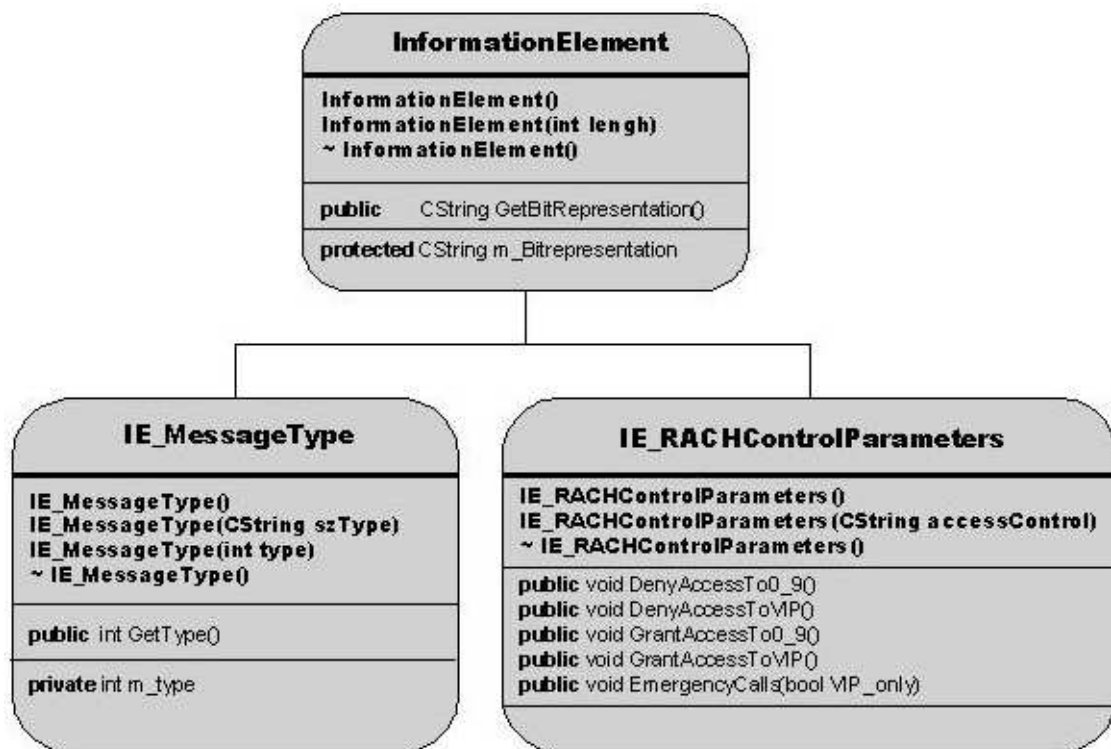 InformationElement
InformationElement()
InformationElement(int lengh)
~ InformationElement()
public CString GetBitRepresentation()
protected CString m_Bitrepresentation
IE_MessageType
IE_MessageType()
IE_MessageType(CString szType)
IE_MessageType(int type)
~ IE_MessageType()
public int GetType()
private int m_type
IE_RACHControlParameters
IE_RACHControlParameters()
IE_RACHControlParameters(CString accessControl)
~ IE_RACHControlParameters()
public void DenyAccessTo0_9()
public void DenyAccessToVIP()
public void GrantAccessTo0_9()
public void GrantAccessToVIP()
public void EmergencyCalls(bool VIP_only)